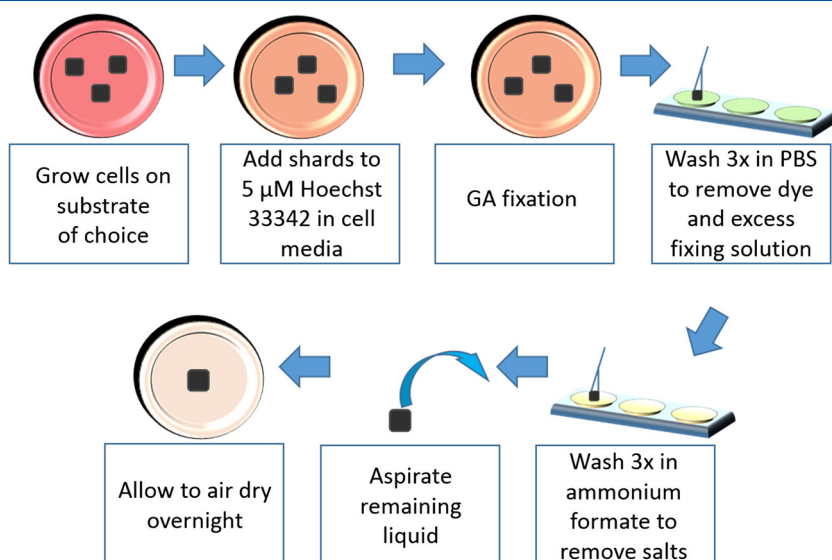 Grow cells on
substrate
of choice
Add shards to
5 µM Hoechst
33342 in cell
media
GA fixation
Wash 3x in PBS
to remove dye
and excess
fixing solution
Wash 3x in
ammonium
formate to
remove salts
Aspirate
remaining
liquid
Allow to air dry
overnight